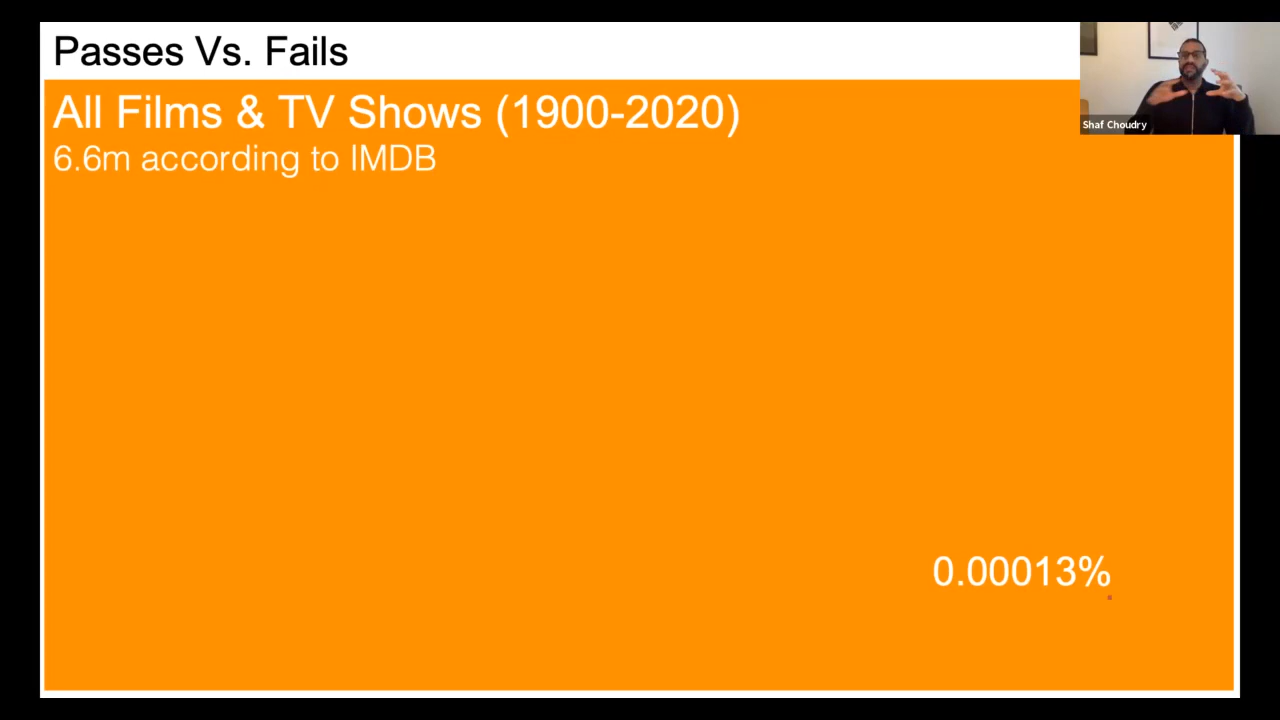 Passes Vs. Fails
All Films & TV Shows (1900-2020)
6.6m according to IMDB
Shaf Choudry
0.00013%